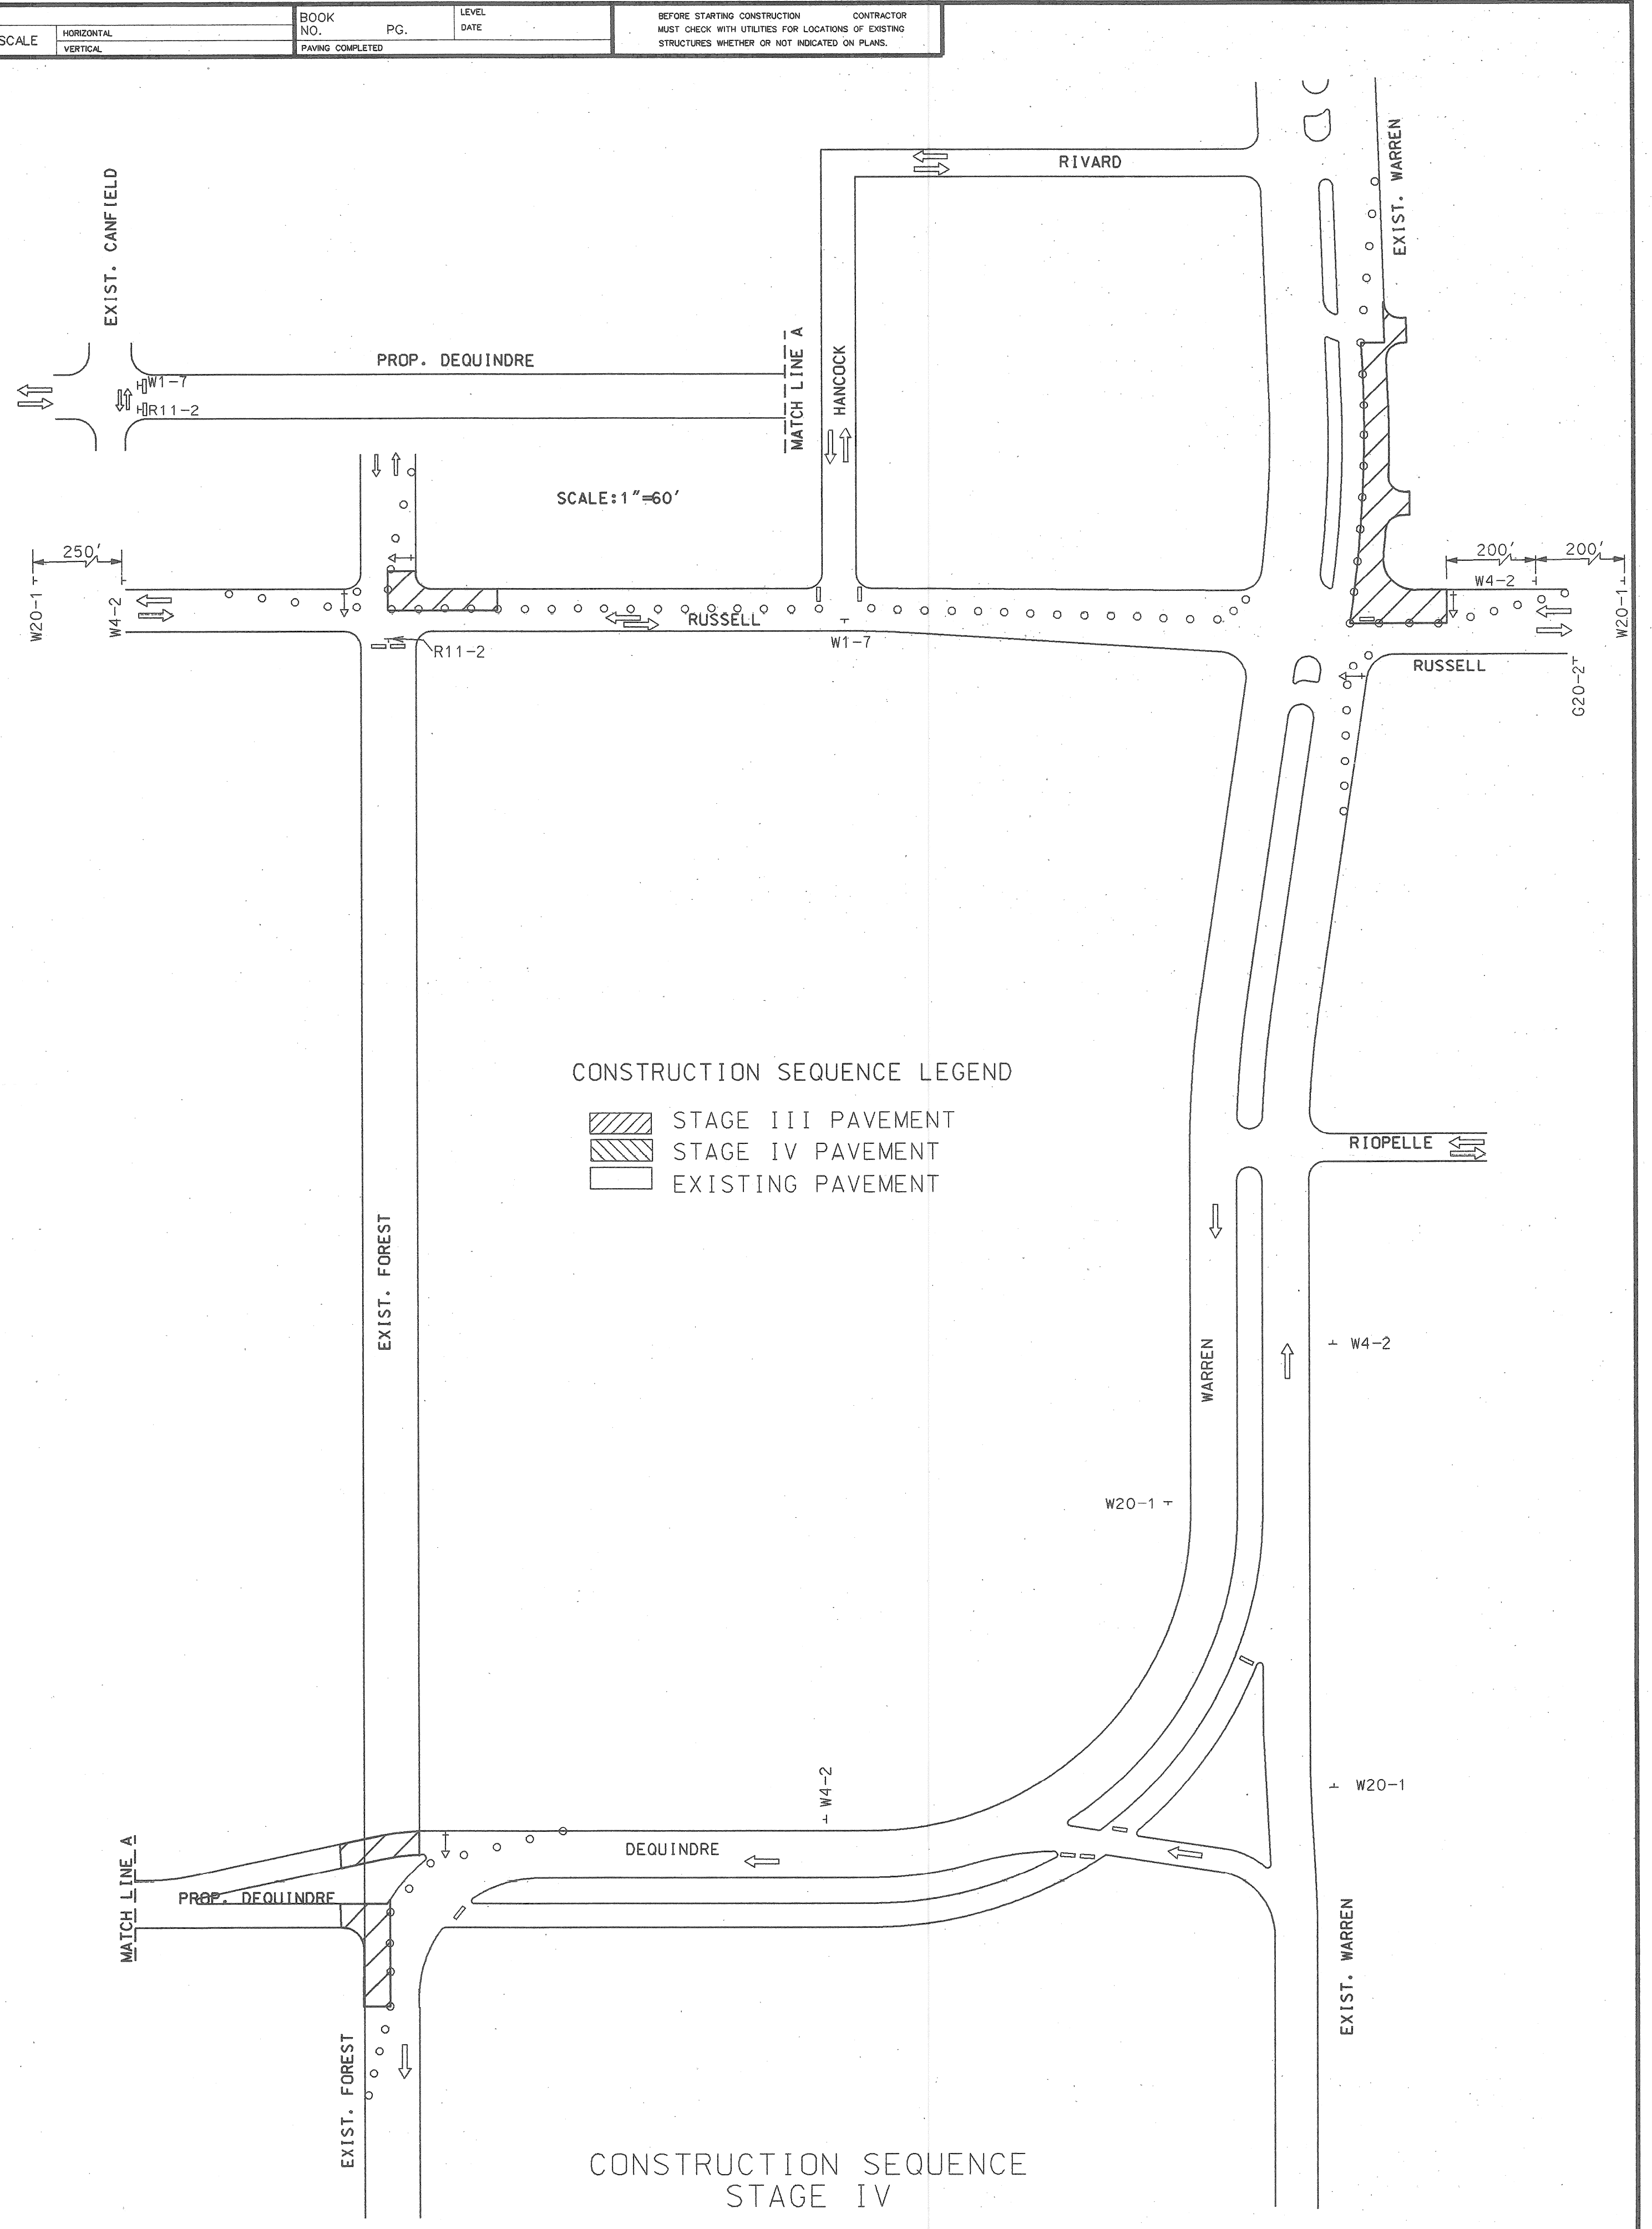 SCALE
HORIZONTAL
VERTICAL
BOOK
NO. PG.
LEVEL
DATE
PAVING COMPLETED
BEFORE STARTING CONSTRUCTION CONTRACTOR
MUST CHECK WITH UTILITIES FOR LOCATIONS OF EXISTING
STRUCTURES WHETHER OR NOT INDICATED ON PLANS.
EXIST. CANFIELD
RIVARD
EXIST. WARREN
PROP. DEQUINDRE
MATCH LINE A
HANCOCK
W1-7
R11-2
SCALE:1"=60'
250'
W20-1
W4-2
RUSSELL
R11-2
W1-7
200'
200'
W4-2
W20-1
RUSSELL
G20-2
CONSTRUCTION SEQUENCE LEGEND
STAGE III PAVEMENT
STAGE IV PAVEMENT
EXISTING PAVEMENT
RIOPELLE
EXIST. FOREST
WARREN
W4-2
W20-1
W4-2
W20-1
DEQUINDRE
MATCH LINE A
PROP. DEQUINDRE
EXIST. FOREST
EXIST. WARREN
CONSTRUCTION SEQUENCE
STAGE IV